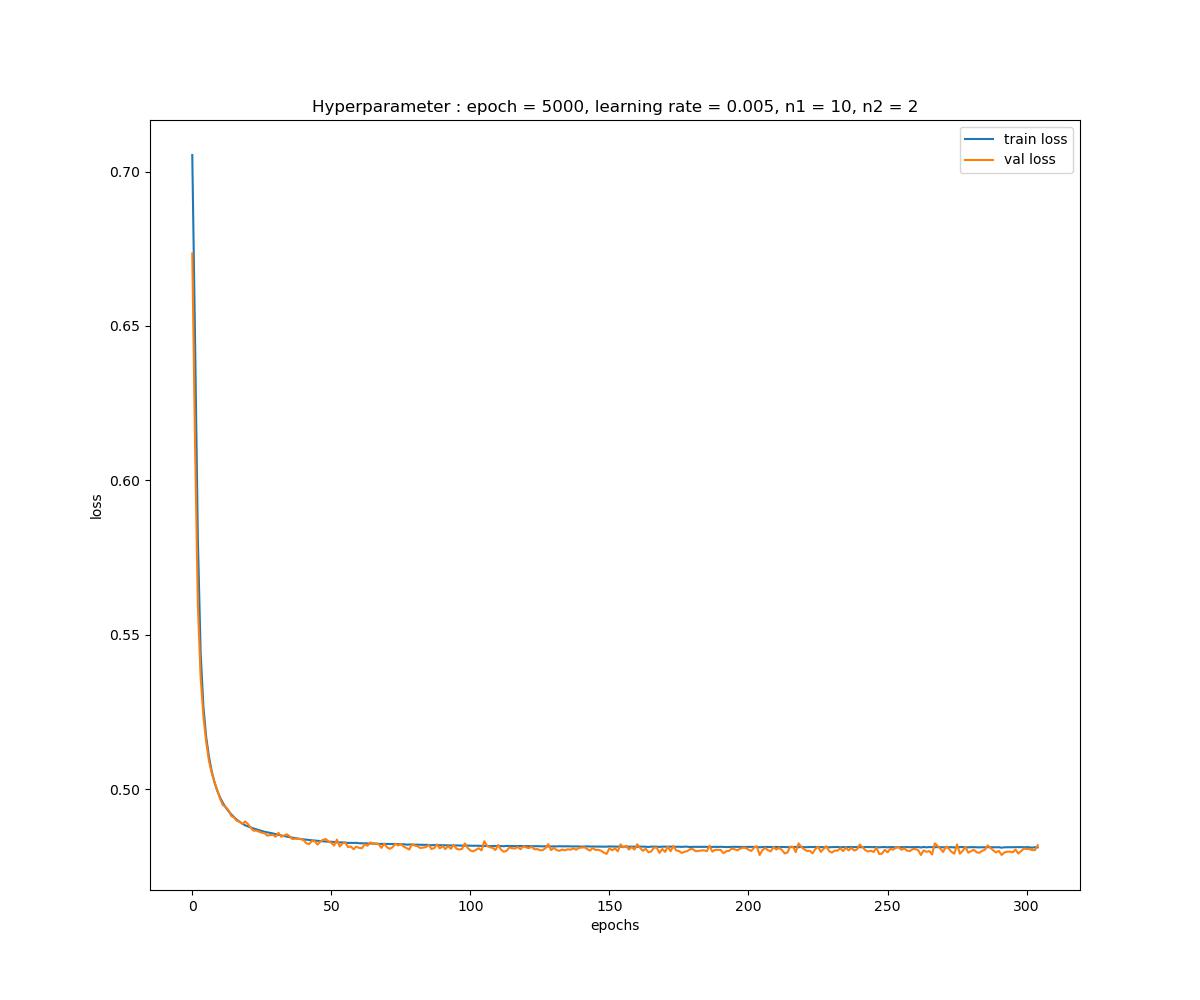 Hyperparameter : epoch = 5000, learning rate = 0.005, n1 = 10, n2 = 2
train loss
val loss
0.70
0.65
0.60
0.55
0.50
loss
0 50 100 150 200 250 300
epochs